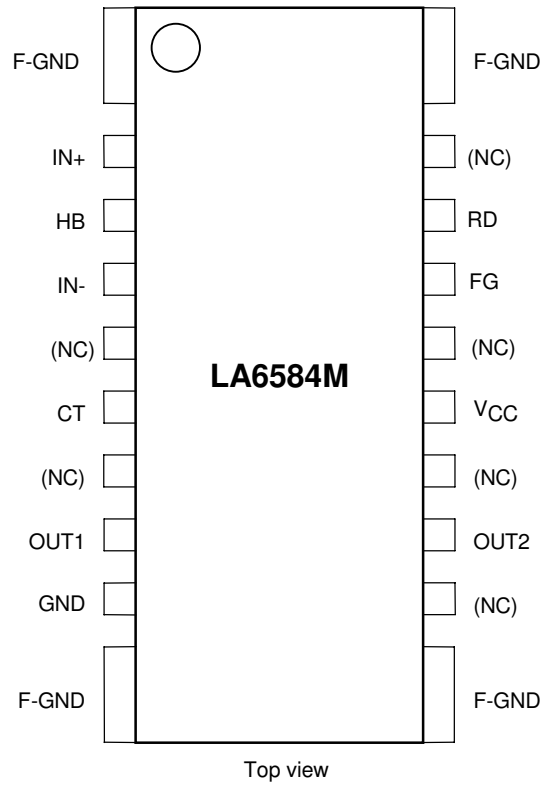 F-GND F-GND
IN+ (NC)
HB RD
IN- FG
(NC) (NC)
LA6584M
CT VCC
(NC) (NC)
OUT1 OUT2
GND (NC)
F-GND F-GND
Top view